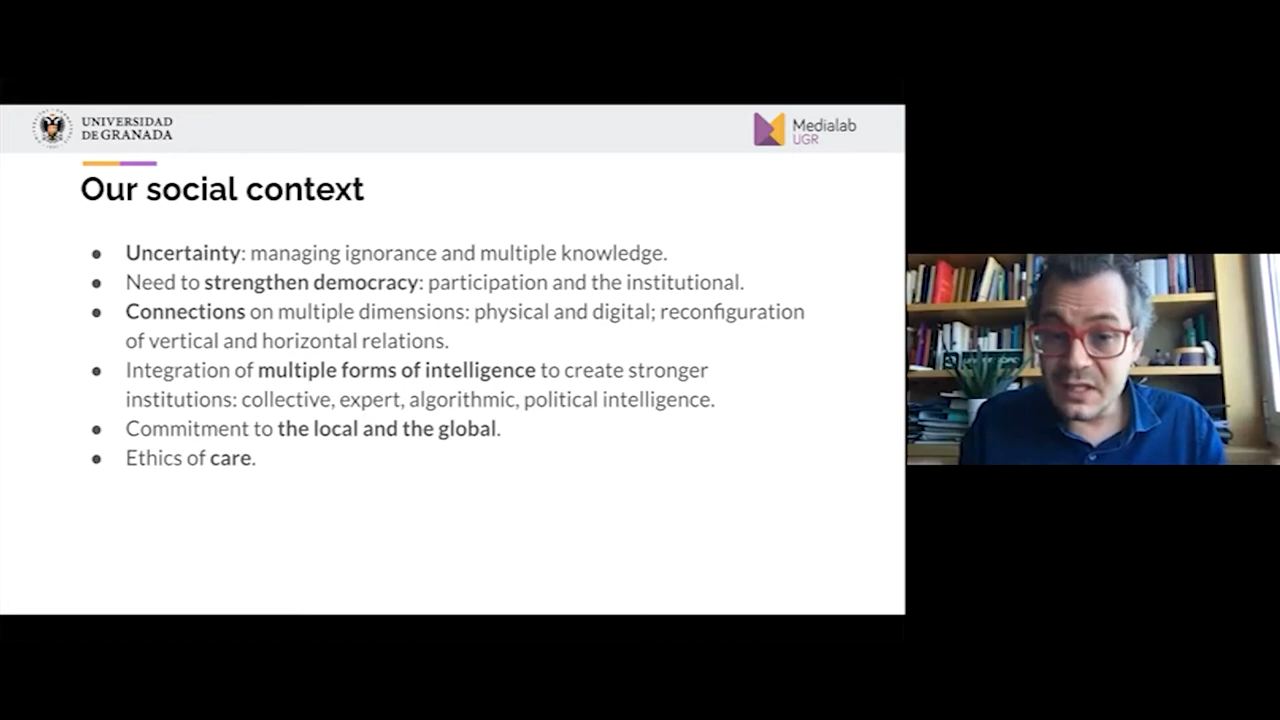 UNIVERSIDAD
DE GRANADA
Medialab
UGR
Our social context
● Uncertainty: managing ignorance and multiple knowledge.
● Need to strengthen democracy: participation and the institutional.
● Connections on multiple dimensions: physical and digital; reconfiguration
of vertical and horizontal relations.
● Integration of multiple forms of intelligence to create stronger
institutions: collective, expert, algorithmic, political intelligence.
● Commitment to the local and the global.
● Ethics of care.